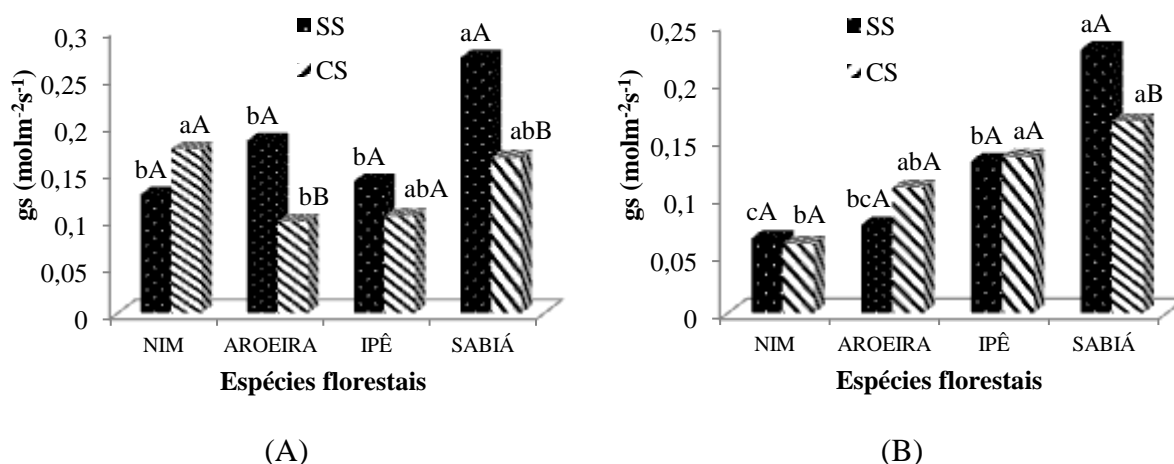 gs (molm-2s-1)
0,3
0,25
0,2
0,15
0,1
0,05
0
SS
CS
bA
aA
bA
bB
bA
abA
aA
abB
NIM AROEIRA IPÊ SABIÁ
Espécies florestais
(A)
gs (molm-2s-1)
0,25
0,2
0,15
0,1
0,05
0
SS
CS
cA
bA
bcA
abA
bA
aA
aA
aB
NIM AROEIRA IPÊ SABIÁ
Espécies florestais
(B)